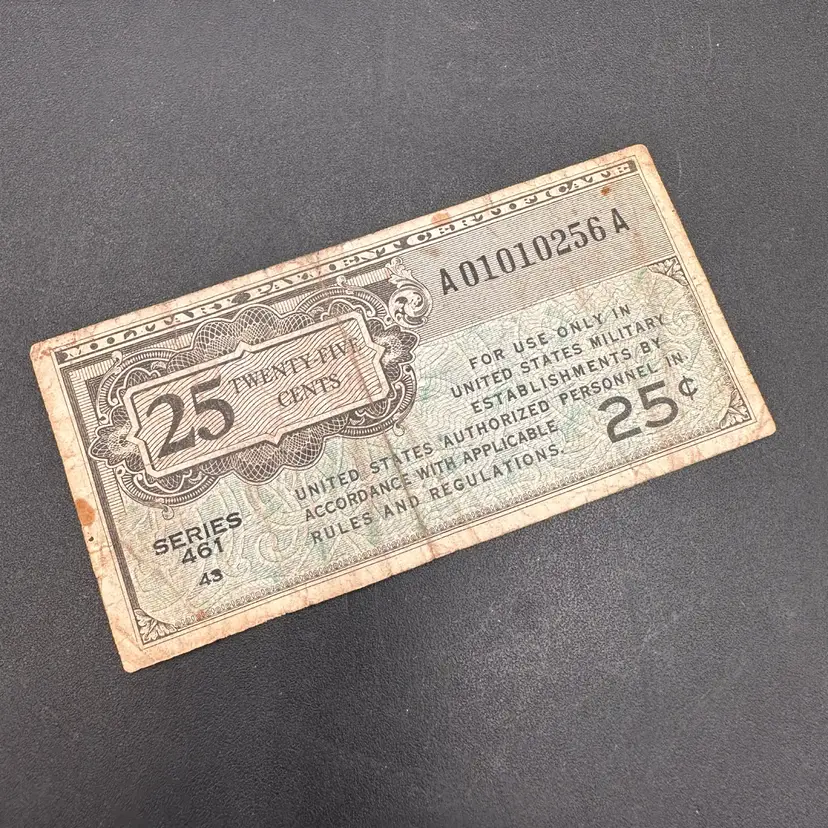 MILITARY PAYMENT CERTIFICATE
A01010256A
25 TWENTY-FIVE
CENTS
FOR USE ONLY IN
UNITED STATES MILITARY
ESTABLISHMENTS BY
UNITED STATES AUTHORIZED PERSONNEL IN
ACCORDANCE WITH APPLICABLE
RULES AND REGULATIONS.
25¢
SERIES
461
43